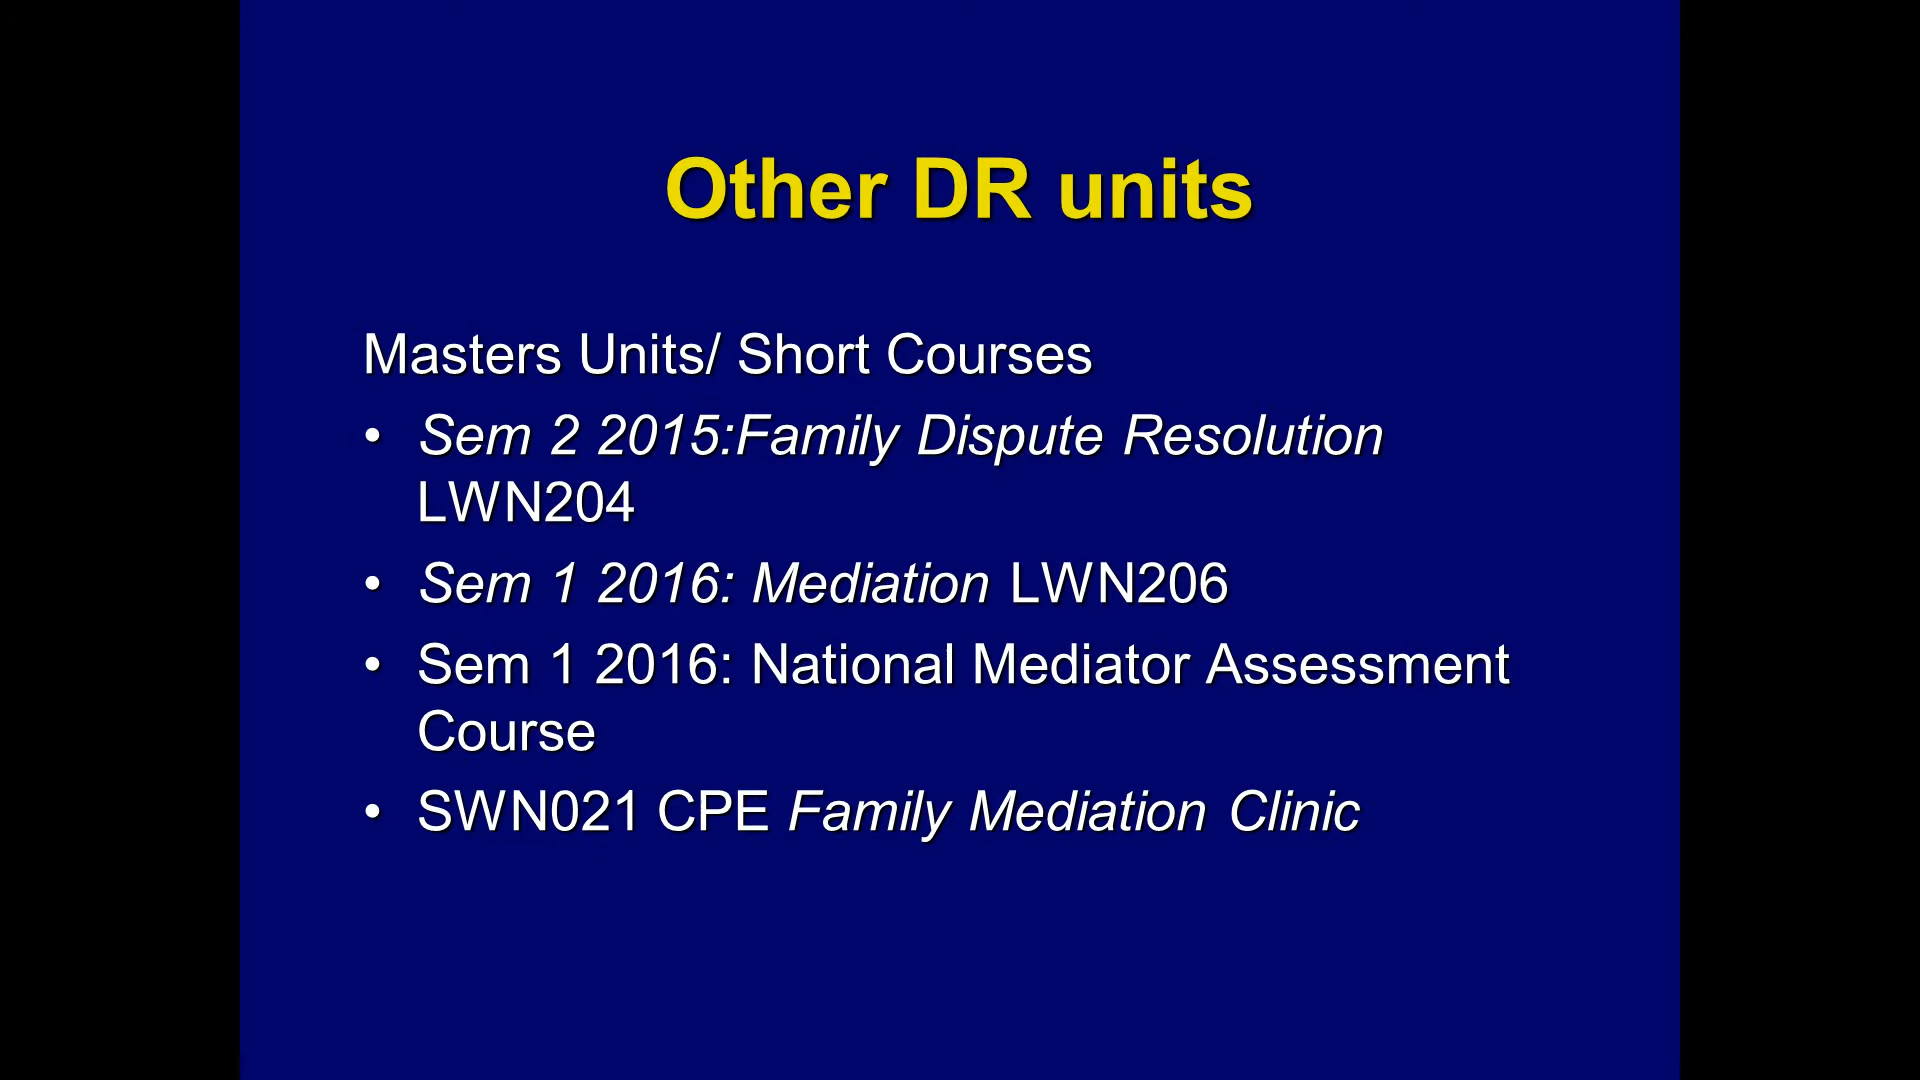 Other DR units
Masters Units/ Short Courses
• Sem 2 2015:Family Dispute Resolution
LWN204
• Sem 1 2016: Mediation LWN206
• Sem 1 2016: National Mediator Assessment
Course
• SWN021 CPE Family Mediation Clinic